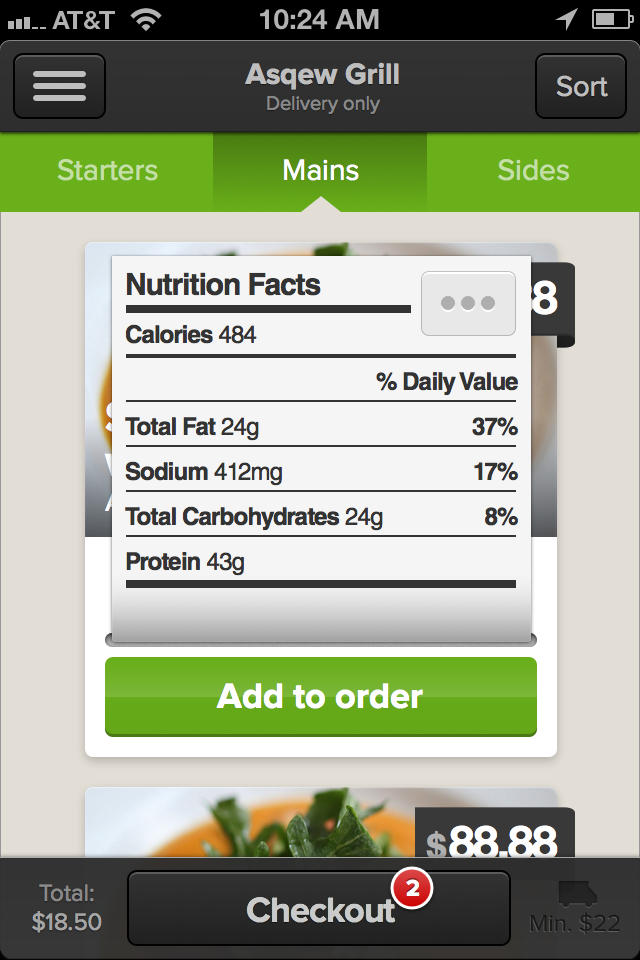 AT&T 10:24 AM
Asqew Grill
Delivery only
Sort
Starters Mains Sides
Nutrition Facts
8
Calories 484
% Daily Value
Total Fat 24g 37%
Sodium 412mg 17%
Total Carbohydrates 24g 8%
Protein 43g
Add to order
$88.88
Total:
$18.50
Checkout
2
Min. $22